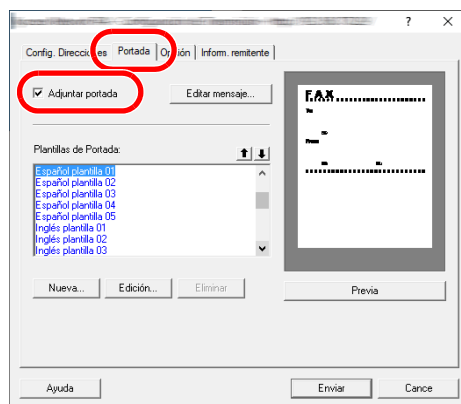 ?
Config. Direcciones Portada Opción Inform. remitente
Adjuntar portada
Editar mensaje...
FAX
To:
From:
Plantillas de Portada:
Español plantilla 01
Español plantilla 02
Español plantilla 03
Español plantilla 04
Español plantilla 05
Inglés plantilla 01
Inglés plantilla 02
Inglés plantilla 03
Nueva... Edición... Eliminar
Previa
Ayuda Enviar Cance